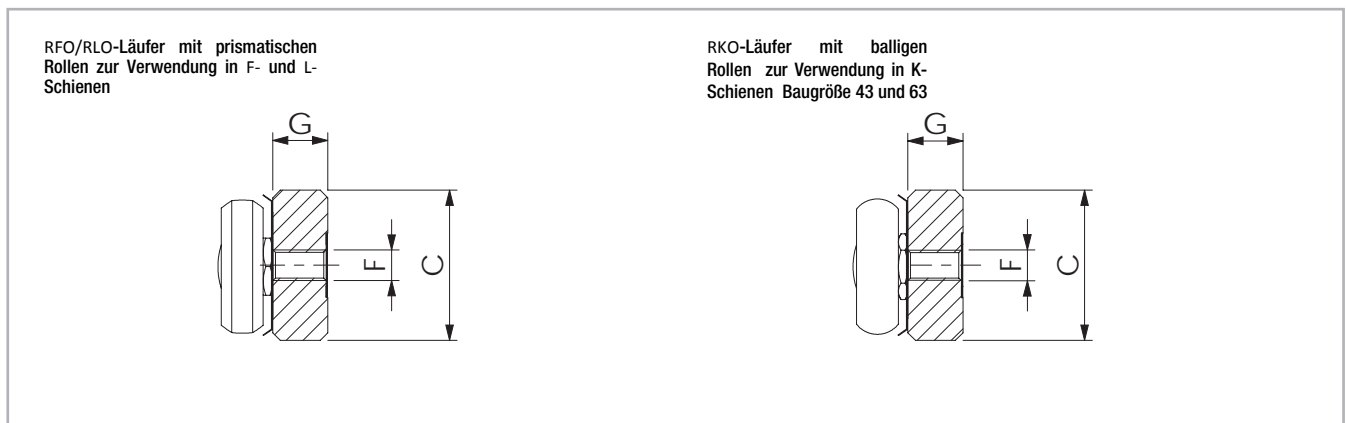 RFO/RLO-Läufer mit prismatischen
Rollen zur Verwendung in F- und L-
Schienen
RKO-Läufer mit balligen
Rollen zur Verwendung in K-
Schienen Baugröße 43 und 63
G
F
C
G
F
C